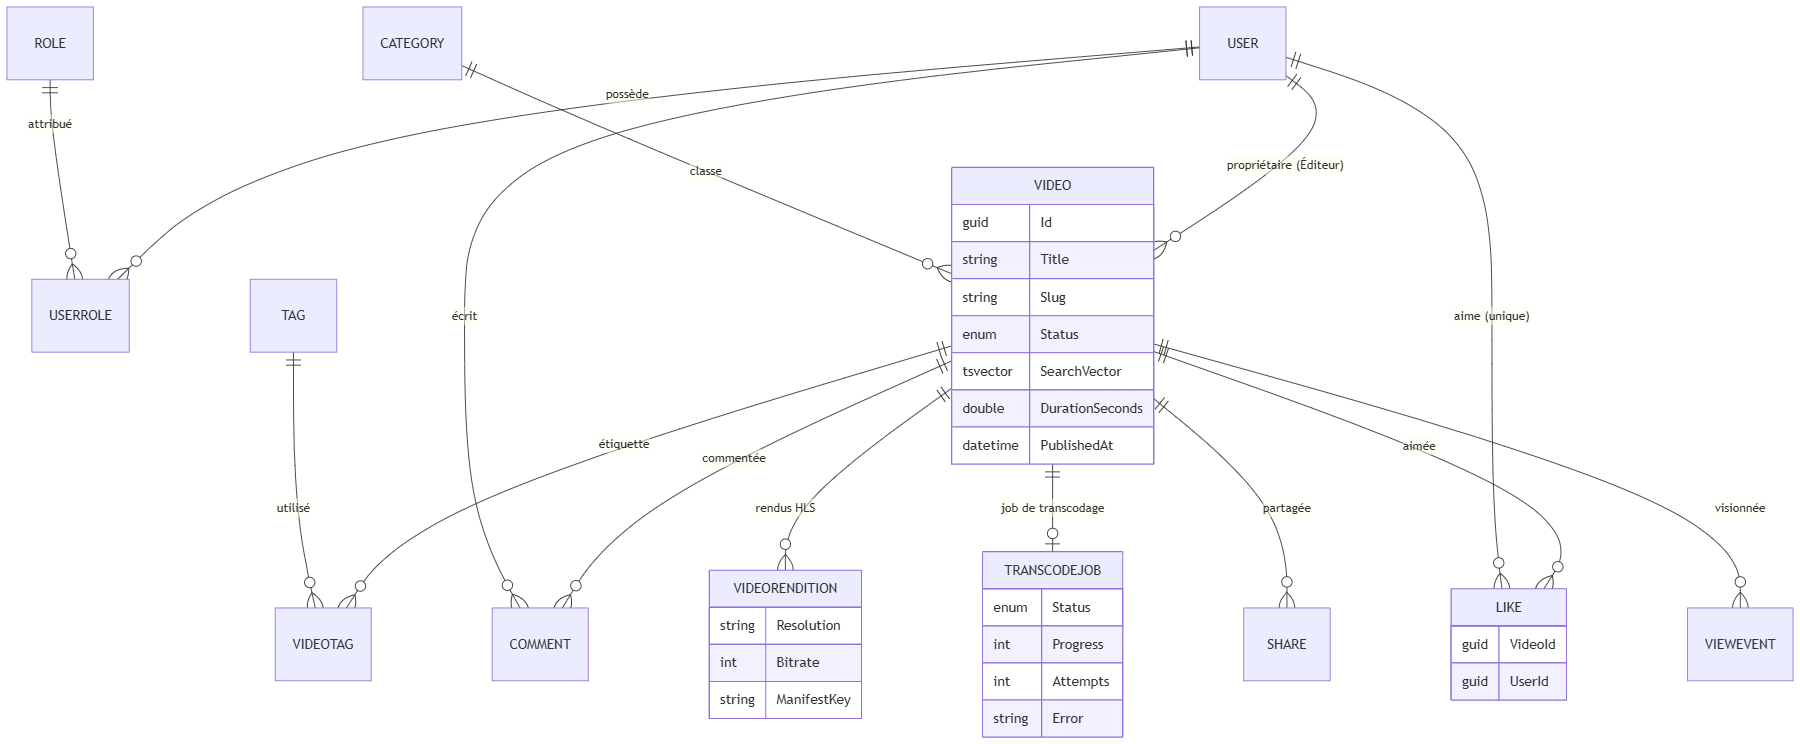 ROLE
CATEGORY
USER
possède
attribué
propriétaire (Éditeur)
classe
VIDEO
guid Id
string Title
string Slug
enum Status
tsvector SearchVector
double DurationSeconds
datetime PublishedAt
USERROLE
TAG
écrit
aime (unique)
étiquette
commentée
aimée
utilisé
rendus HLS
job de transcodage
partagée
visionnée
VIDEOTAG
COMMENT
VIDEORENDITION
string Resolution
int Bitrate
string ManifestKey
TRANSCODEJOB
enum Status
int Progress
int Attempts
string Error
SHARE
LIKE
guid VideoId
guid UserId
VIEWEVENT